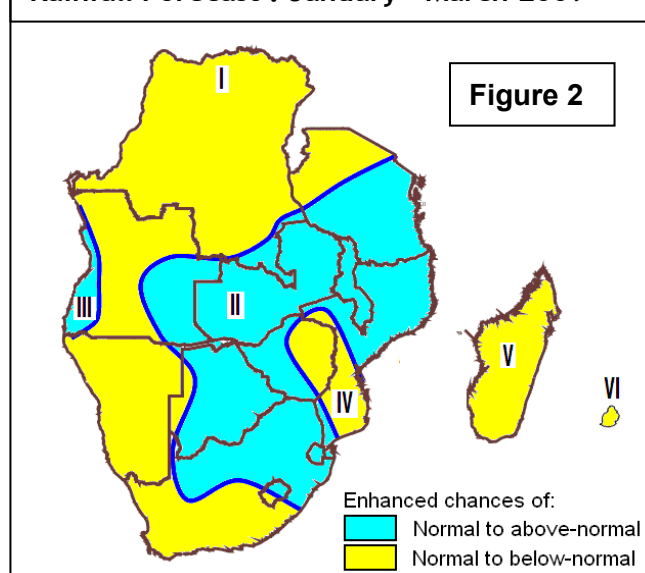 I
Figure 2
III
II
IV
V
VI
Enhanced chances of:
Normal to above-normal
Normal to below-normal